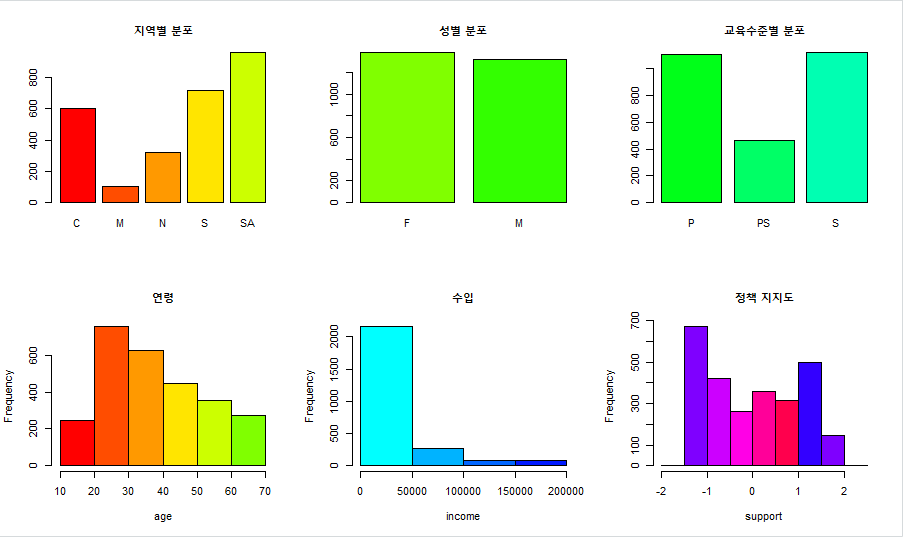 지역별 분포
0 200 400 600 800
C M N S SA
성별 분포
0 200 600 1000
F M
교육수준별 분포
0 200 400 600 800
P PS S
연령
Frequency
0 200 400 600
10 20 30 40 50 60 70
age
수입
Frequency
0 500 1000 1500 2000
0 50000 100000 150000 200000
income
정책 지지도
Frequency
0 100 300 500 700
-2 -1 0 1 2
support